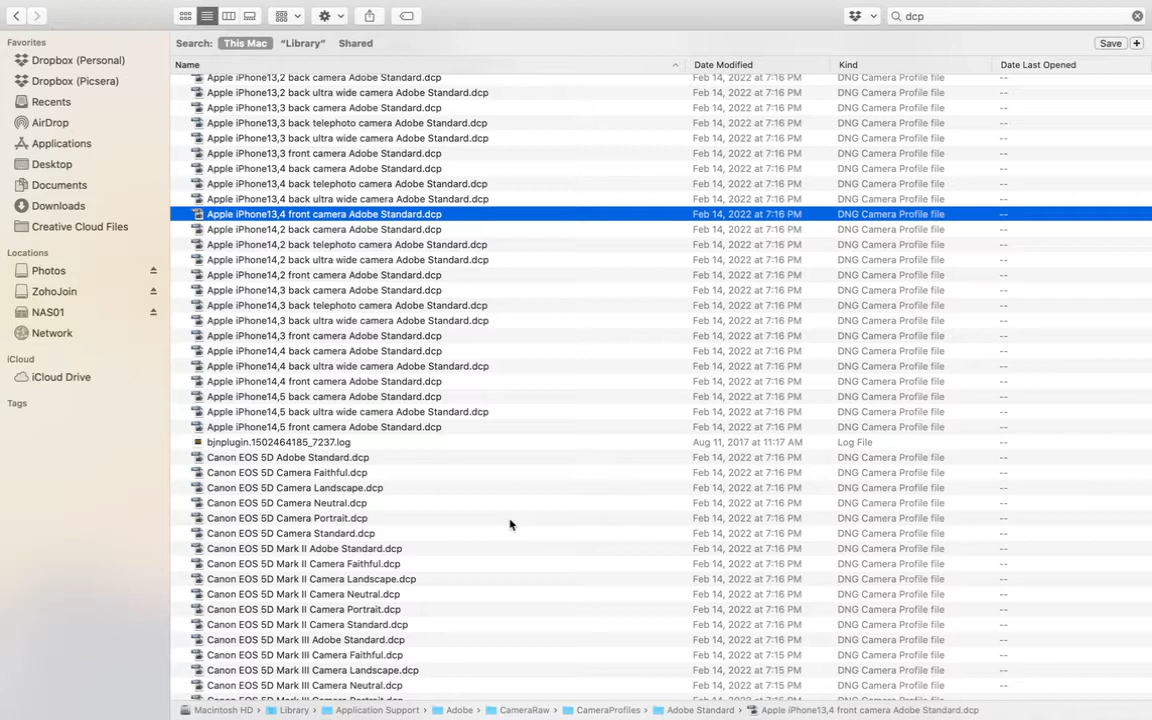 dcp
Search: This Mac "Library" Shared Save +
Name Date Modified Kind Date Last Opened
Favorites
Dropbox (Personal)
Dropbox (Picsera)
Recents
AirDrop
Applications
Desktop
Documents
Downloads
Creative Cloud Files
Locations
Photos
ZohoJoin
NAS01
Network
iCloud
iCloud Drive
Tags
Apple iPhone13,2 back camera Adobe Standard.dcp Feb 14, 2022 at 7:16 PM DNG Camera Profile file --
Apple iPhone13,2 back ultra wide camera Adobe Standard.dcp Feb 14, 2022 at 7:16 PM DNG Camera Profile file --
Apple iPhone13,3 back camera Adobe Standard.dcp Feb 14, 2022 at 7:16 PM DNG Camera Profile file --
Apple iPhone13,3 back telephoto camera Adobe Standard.dcp Feb 14, 2022 at 7:16 PM DNG Camera Profile file --
Apple iPhone13,3 back ultra wide camera Adobe Standard.dcp Feb 14, 2022 at 7:16 PM DNG Camera Profile file --
Apple iPhone13,3 front camera Adobe Standard.dcp Feb 14, 2022 at 7:16 PM DNG Camera Profile file --
Apple iPhone13,4 back camera Adobe Standard.dcp Feb 14, 2022 at 7:16 PM DNG Camera Profile file --
Apple iPhone13,4 back telephoto camera Adobe Standard.dcp Feb 14, 2022 at 7:16 PM DNG Camera Profile file --
Apple iPhone13,4 back ultra wide camera Adobe Standard.dcp Feb 14, 2022 at 7:16 PM DNG Camera Profile file --
Apple iPhone13,4 front camera Adobe Standard.dcp Feb 14, 2022 at 7:16 PM DNG Camera Profile file --
Apple iPhone14,2 back camera Adobe Standard.dcp Feb 14, 2022 at 7:16 PM DNG Camera Profile file --
Apple iPhone14,2 back telephoto camera Adobe Standard.dcp Feb 14, 2022 at 7:16 PM DNG Camera Profile file --
Apple iPhone14,2 back ultra wide camera Adobe Standard.dcp Feb 14, 2022 at 7:16 PM DNG Camera Profile file --
Apple iPhone14,2 front camera Adobe Standard.dcp Feb 14, 2022 at 7:16 PM DNG Camera Profile file --
Apple iPhone14,3 back camera Adobe Standard.dcp Feb 14, 2022 at 7:16 PM DNG Camera Profile file --
Apple iPhone14,3 back telephoto camera Adobe Standard.dcp Feb 14, 2022 at 7:16 PM DNG Camera Profile file --
Apple iPhone14,3 back ultra wide camera Adobe Standard.dcp Feb 14, 2022 at 7:16 PM DNG Camera Profile file --
Apple iPhone14,3 front camera Adobe Standard.dcp Feb 14, 2022 at 7:16 PM DNG Camera Profile file --
Apple iPhone14,4 back camera Adobe Standard.dcp Feb 14, 2022 at 7:16 PM DNG Camera Profile file --
Apple iPhone14,4 back ultra wide camera Adobe Standard.dcp Feb 14, 2022 at 7:16 PM DNG Camera Profile file --
Apple iPhone14,4 front camera Adobe Standard.dcp Feb 14, 2022 at 7:16 PM DNG Camera Profile file --
Apple iPhone14,5 back camera Adobe Standard.dcp Feb 14, 2022 at 7:16 PM DNG Camera Profile file --
Apple iPhone14,5 back ultra wide camera Adobe Standard.dcp Feb 14, 2022 at 7:16 PM DNG Camera Profile file --
Apple iPhone14,5 front camera Adobe Standard.dcp Feb 14, 2022 at 7:16 PM DNG Camera Profile file --
bjnplugin.1502464185_7237.log Aug 11, 2017 at 11:17 AM Log File --
Canon EOS 5D Adobe Standard.dcp Feb 14, 2022 at 7:16 PM DNG Camera Profile file --
Canon EOS 5D Camera Faithful.dcp Feb 14, 2022 at 7:16 PM DNG Camera Profile file --
Canon EOS 5D Camera Landscape.dcp Feb 14, 2022 at 7:16 PM DNG Camera Profile file --
Canon EOS 5D Camera Neutral.dcp Feb 14, 2022 at 7:16 PM DNG Camera Profile file --
Canon EOS 5D Camera Portrait.dcp Feb 14, 2022 at 7:16 PM DNG Camera Profile file --
Canon EOS 5D Camera Standard.dcp Feb 14, 2022 at 7:16 PM DNG Camera Profile file --
Canon EOS 5D Mark II Adobe Standard.dcp Feb 14, 2022 at 7:16 PM DNG Camera Profile file --
Canon EOS 5D Mark II Camera Faithful.dcp Feb 14, 2022 at 7:16 PM DNG Camera Profile file --
Canon EOS 5D Mark II Camera Landscape.dcp Feb 14, 2022 at 7:16 PM DNG Camera Profile file --
Canon EOS 5D Mark II Camera Neutral.dcp Feb 14, 2022 at 7:16 PM DNG Camera Profile file --
Canon EOS 5D Mark II Camera Portrait.dcp Feb 14, 2022 at 7:16 PM DNG Camera Profile file --
Canon EOS 5D Mark II Camera Standard.dcp Feb 14, 2022 at 7:16 PM DNG Camera Profile file --
Canon EOS 5D Mark III Adobe Standard.dcp Feb 14, 2022 at 7:16 PM DNG Camera Profile file --
Canon EOS 5D Mark III Camera Faithful.dcp Feb 14, 2022 at 7:15 PM DNG Camera Profile file --
Canon EOS 5D Mark III Camera Landscape.dcp Feb 14, 2022 at 7:15 PM DNG Camera Profile file --
Canon EOS 5D Mark III Camera Neutral.dcp Feb 14, 2022 at 7:15 PM DNG Camera Profile file --
Macintosh HD › Library › Application Support › Adobe › CameraRaw › CameraProfiles › Adobe Standard › Apple iPhone13,4 front camera Adobe Standard.dcp